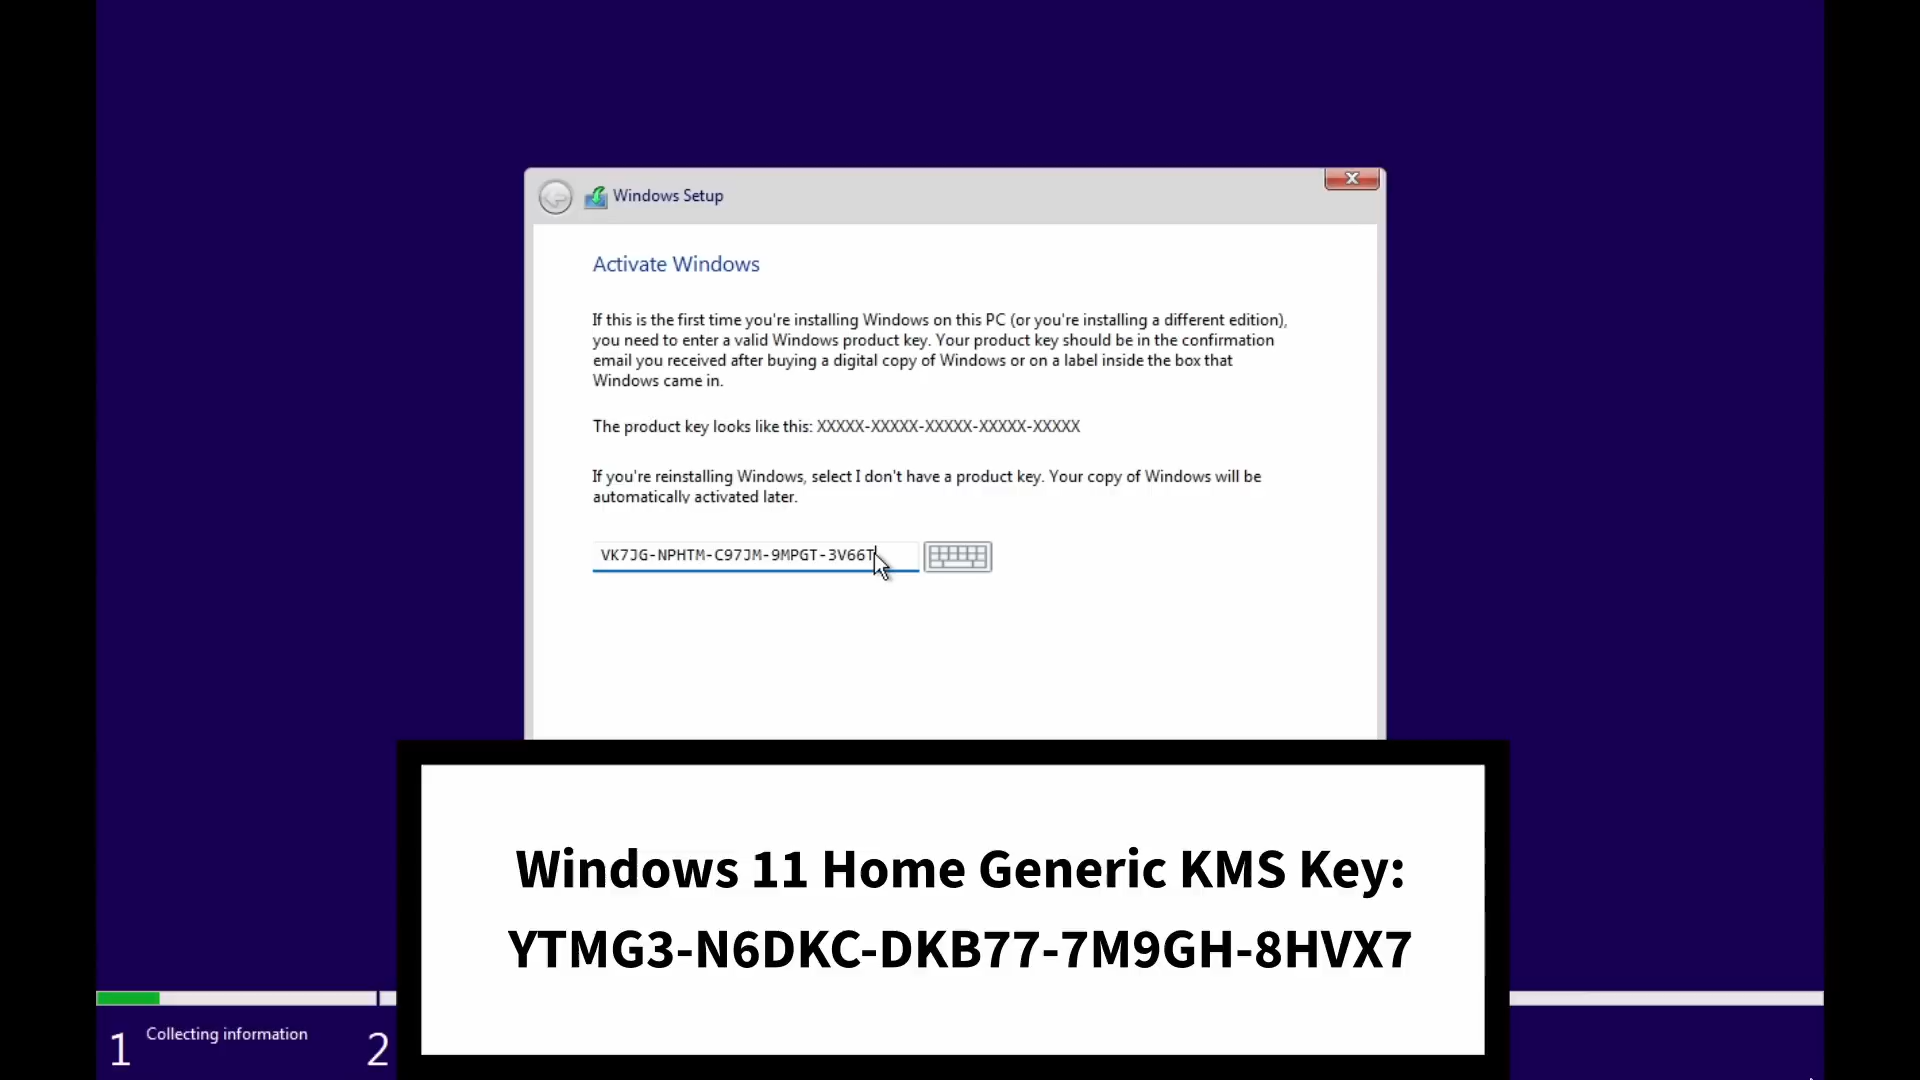 Windows Setup
Activate Windows
If this is the first time you're installing Windows on this PC (or you're installing a different edition),
you need to enter a valid Windows product key. Your product key should be in the confirmation
email you received after buying a digital copy of Windows or on a label inside the box that
Windows came in.
The product key looks like this: XXXXX-XXXXX-XXXXX-XXXXX-XXXXX
If you're reinstalling Windows, select I don't have a product key. Your copy of Windows will be
automatically activated later.
VK7JG-NPHTM-C97JM-9MPGT-3V66T
Windows 11 Home Generic KMS Key:
YTMG3-N6DKC-DKB77-7M9GH-8HVX7
1 Collecting information 2